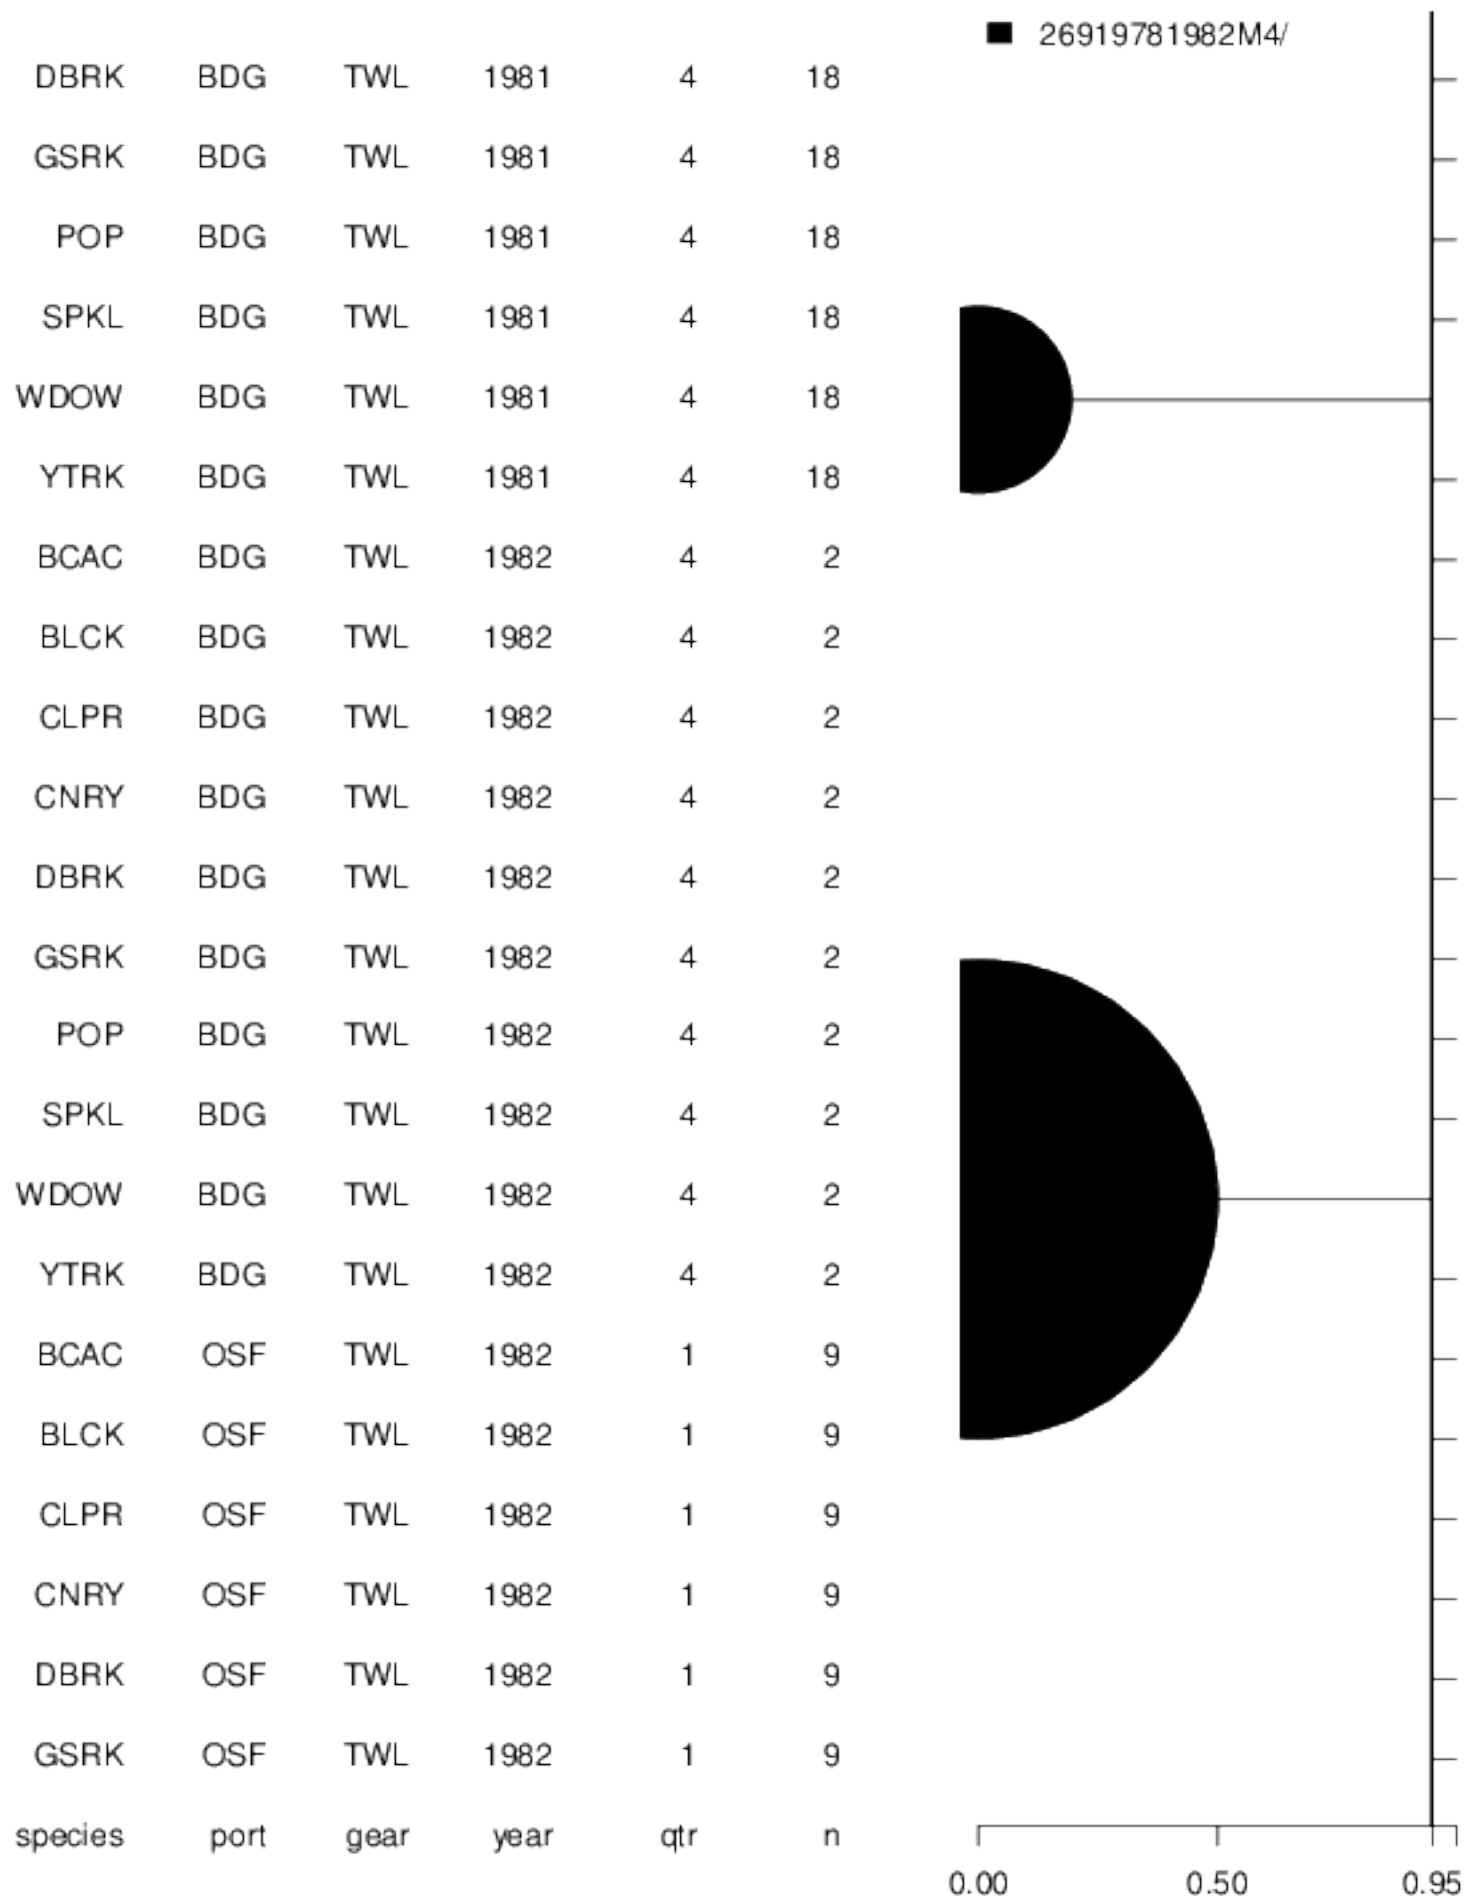 26919781982M4/
DBRK BDG TWL 1981 4 18
GSRK BDG TWL 1981 4 18
POP BDG TWL 1981 4 18
SPKL BDG TWL 1981 4 18
WDOW BDG TWL 1981 4 18
YTRK BDG TWL 1981 4 18
BCAC BDG TWL 1982 4 2
BLCK BDG TWL 1982 4 2
CLPR BDG TWL 1982 4 2
CNRY BDG TWL 1982 4 2
DBRK BDG TWL 1982 4 2
GSRK BDG TWL 1982 4 2
POP BDG TWL 1982 4 2
SPKL BDG TWL 1982 4 2
WDOW BDG TWL 1982 4 2
YTRK BDG TWL 1982 4 2
BCAC OSF TWL 1982 1 9
BLCK OSF TWL 1982 1 9
CLPR OSF TWL 1982 1 9
CNRY OSF TWL 1982 1 9
DBRK OSF TWL 1982 1 9
GSRK OSF TWL 1982 1 9
species port gear year qtr n
0.00 0.50 0.95